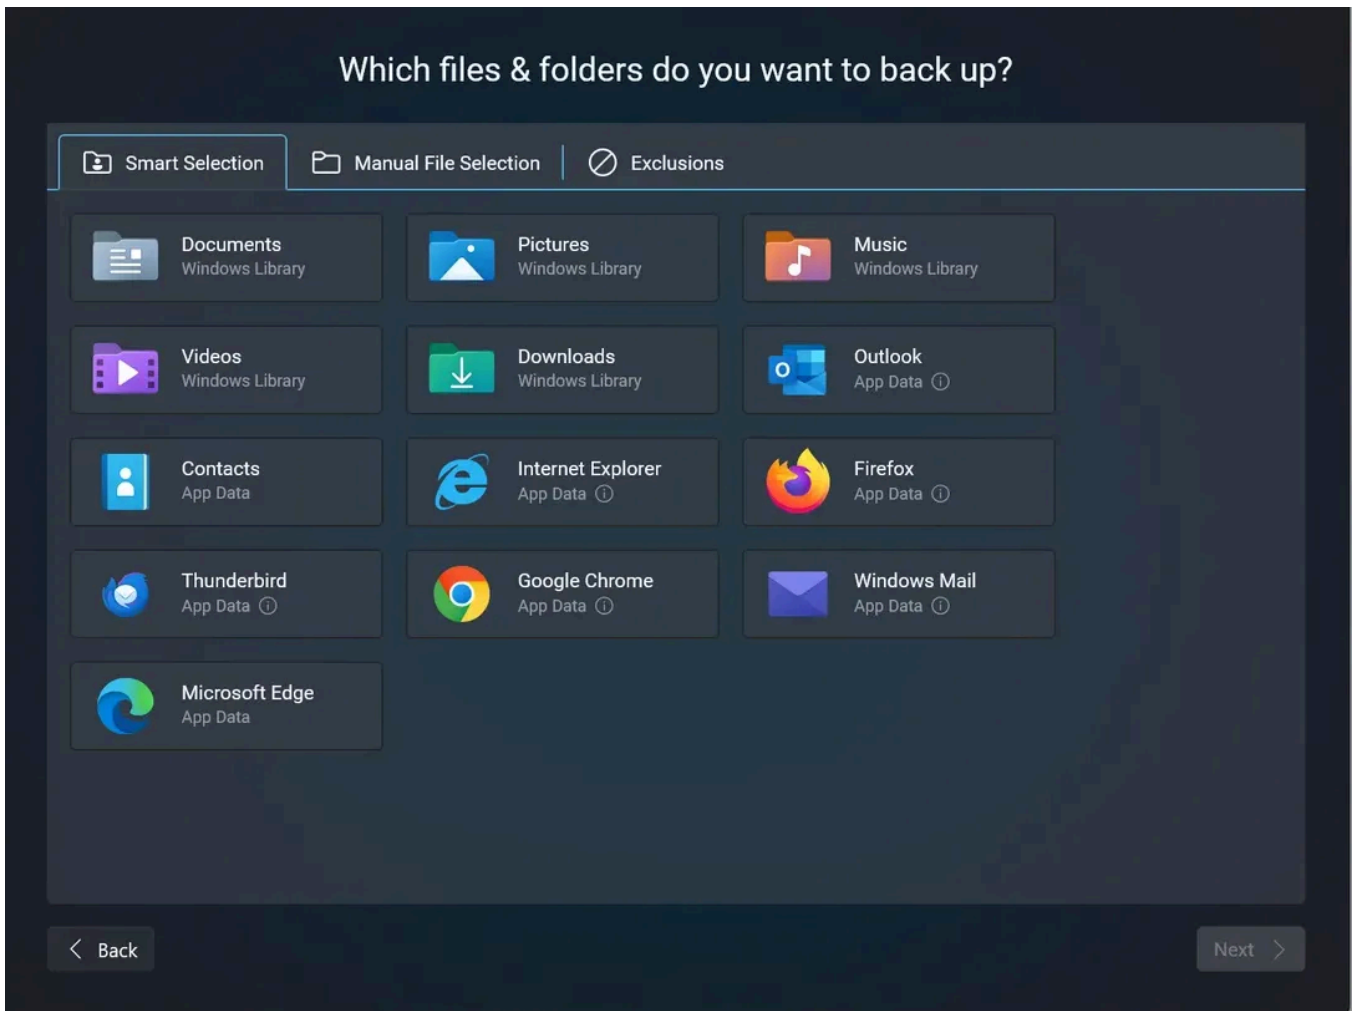 Which files & folders do you want to back up?
Smart Selection
Manual File Selection
Exclusions
Documents
Windows Library
Pictures
Windows Library
Music
Windows Library
Videos
Windows Library
Downloads
Windows Library
Outlook
App Data
Contacts
App Data
Internet Explorer
App Data
Firefox
App Data
Thunderbird
App Data
Google Chrome
App Data
Windows Mail
App Data
Microsoft Edge
App Data
Back
Next